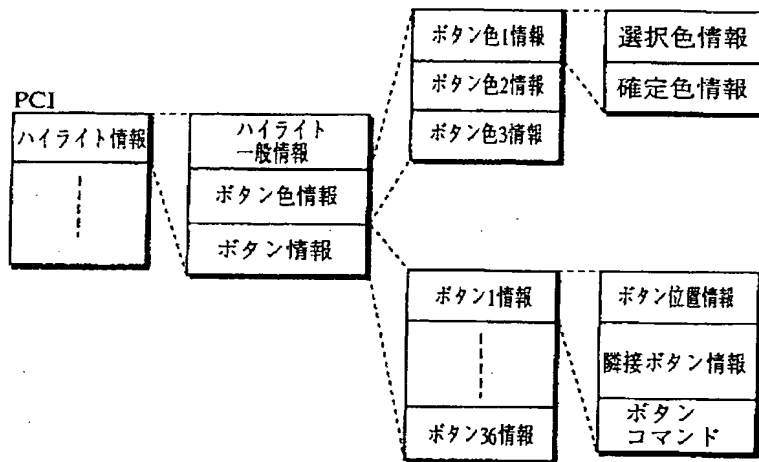 PCI
ハイライト情報
ハイライト
一般情報
ボタン色情報
ボタン情報
ボタン色1情報
ボタン色2情報
ボタン色3情報
選択色情報
確定色情報
ボタン1情報
ボタン36情報
ボタン位置情報
隣接ボタン情報
ボタン
コマンド